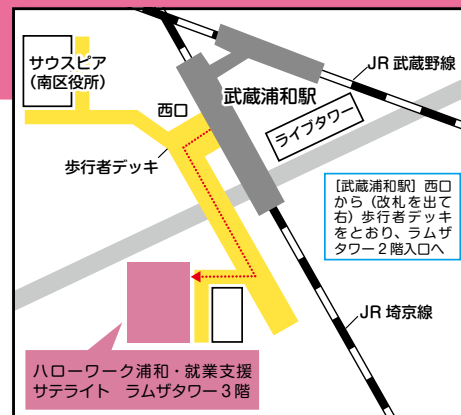 サウスピア
（南区役所）
JR 武蔵野線
西口
武蔵浦和駅
ライブタワー
歩行者デッキ
［武蔵浦和駅］西口
から（改札を出て
右）歩行者デッキ
をとおり、ラムザ
タワー２階入口へ
JR 埼京線
ハローワーク浦和・就業支援
サテライト　ラムザタワー３階